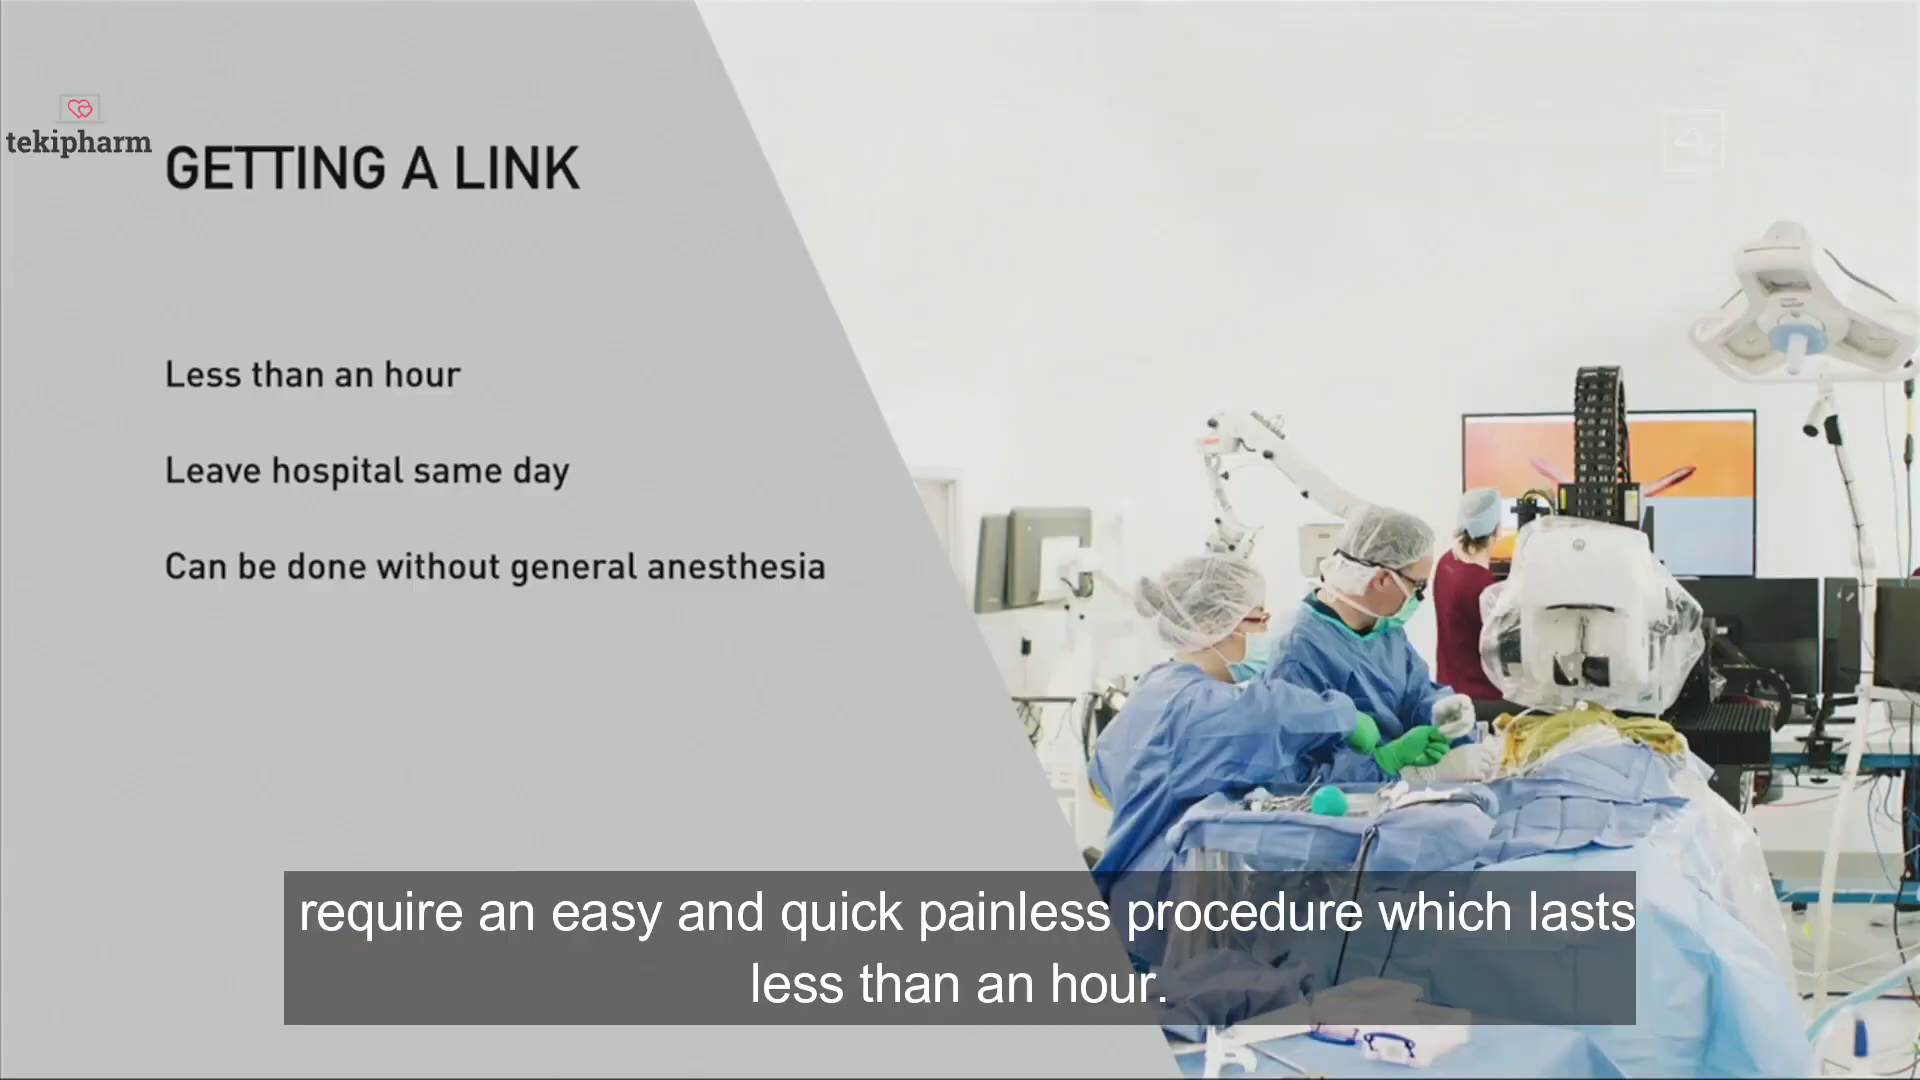 tekipharm
GETTING A LINK
Less than an hour
Leave hospital same day
Can be done without general anesthesia
require an easy and quick painless procedure which lasts
less than an hour.